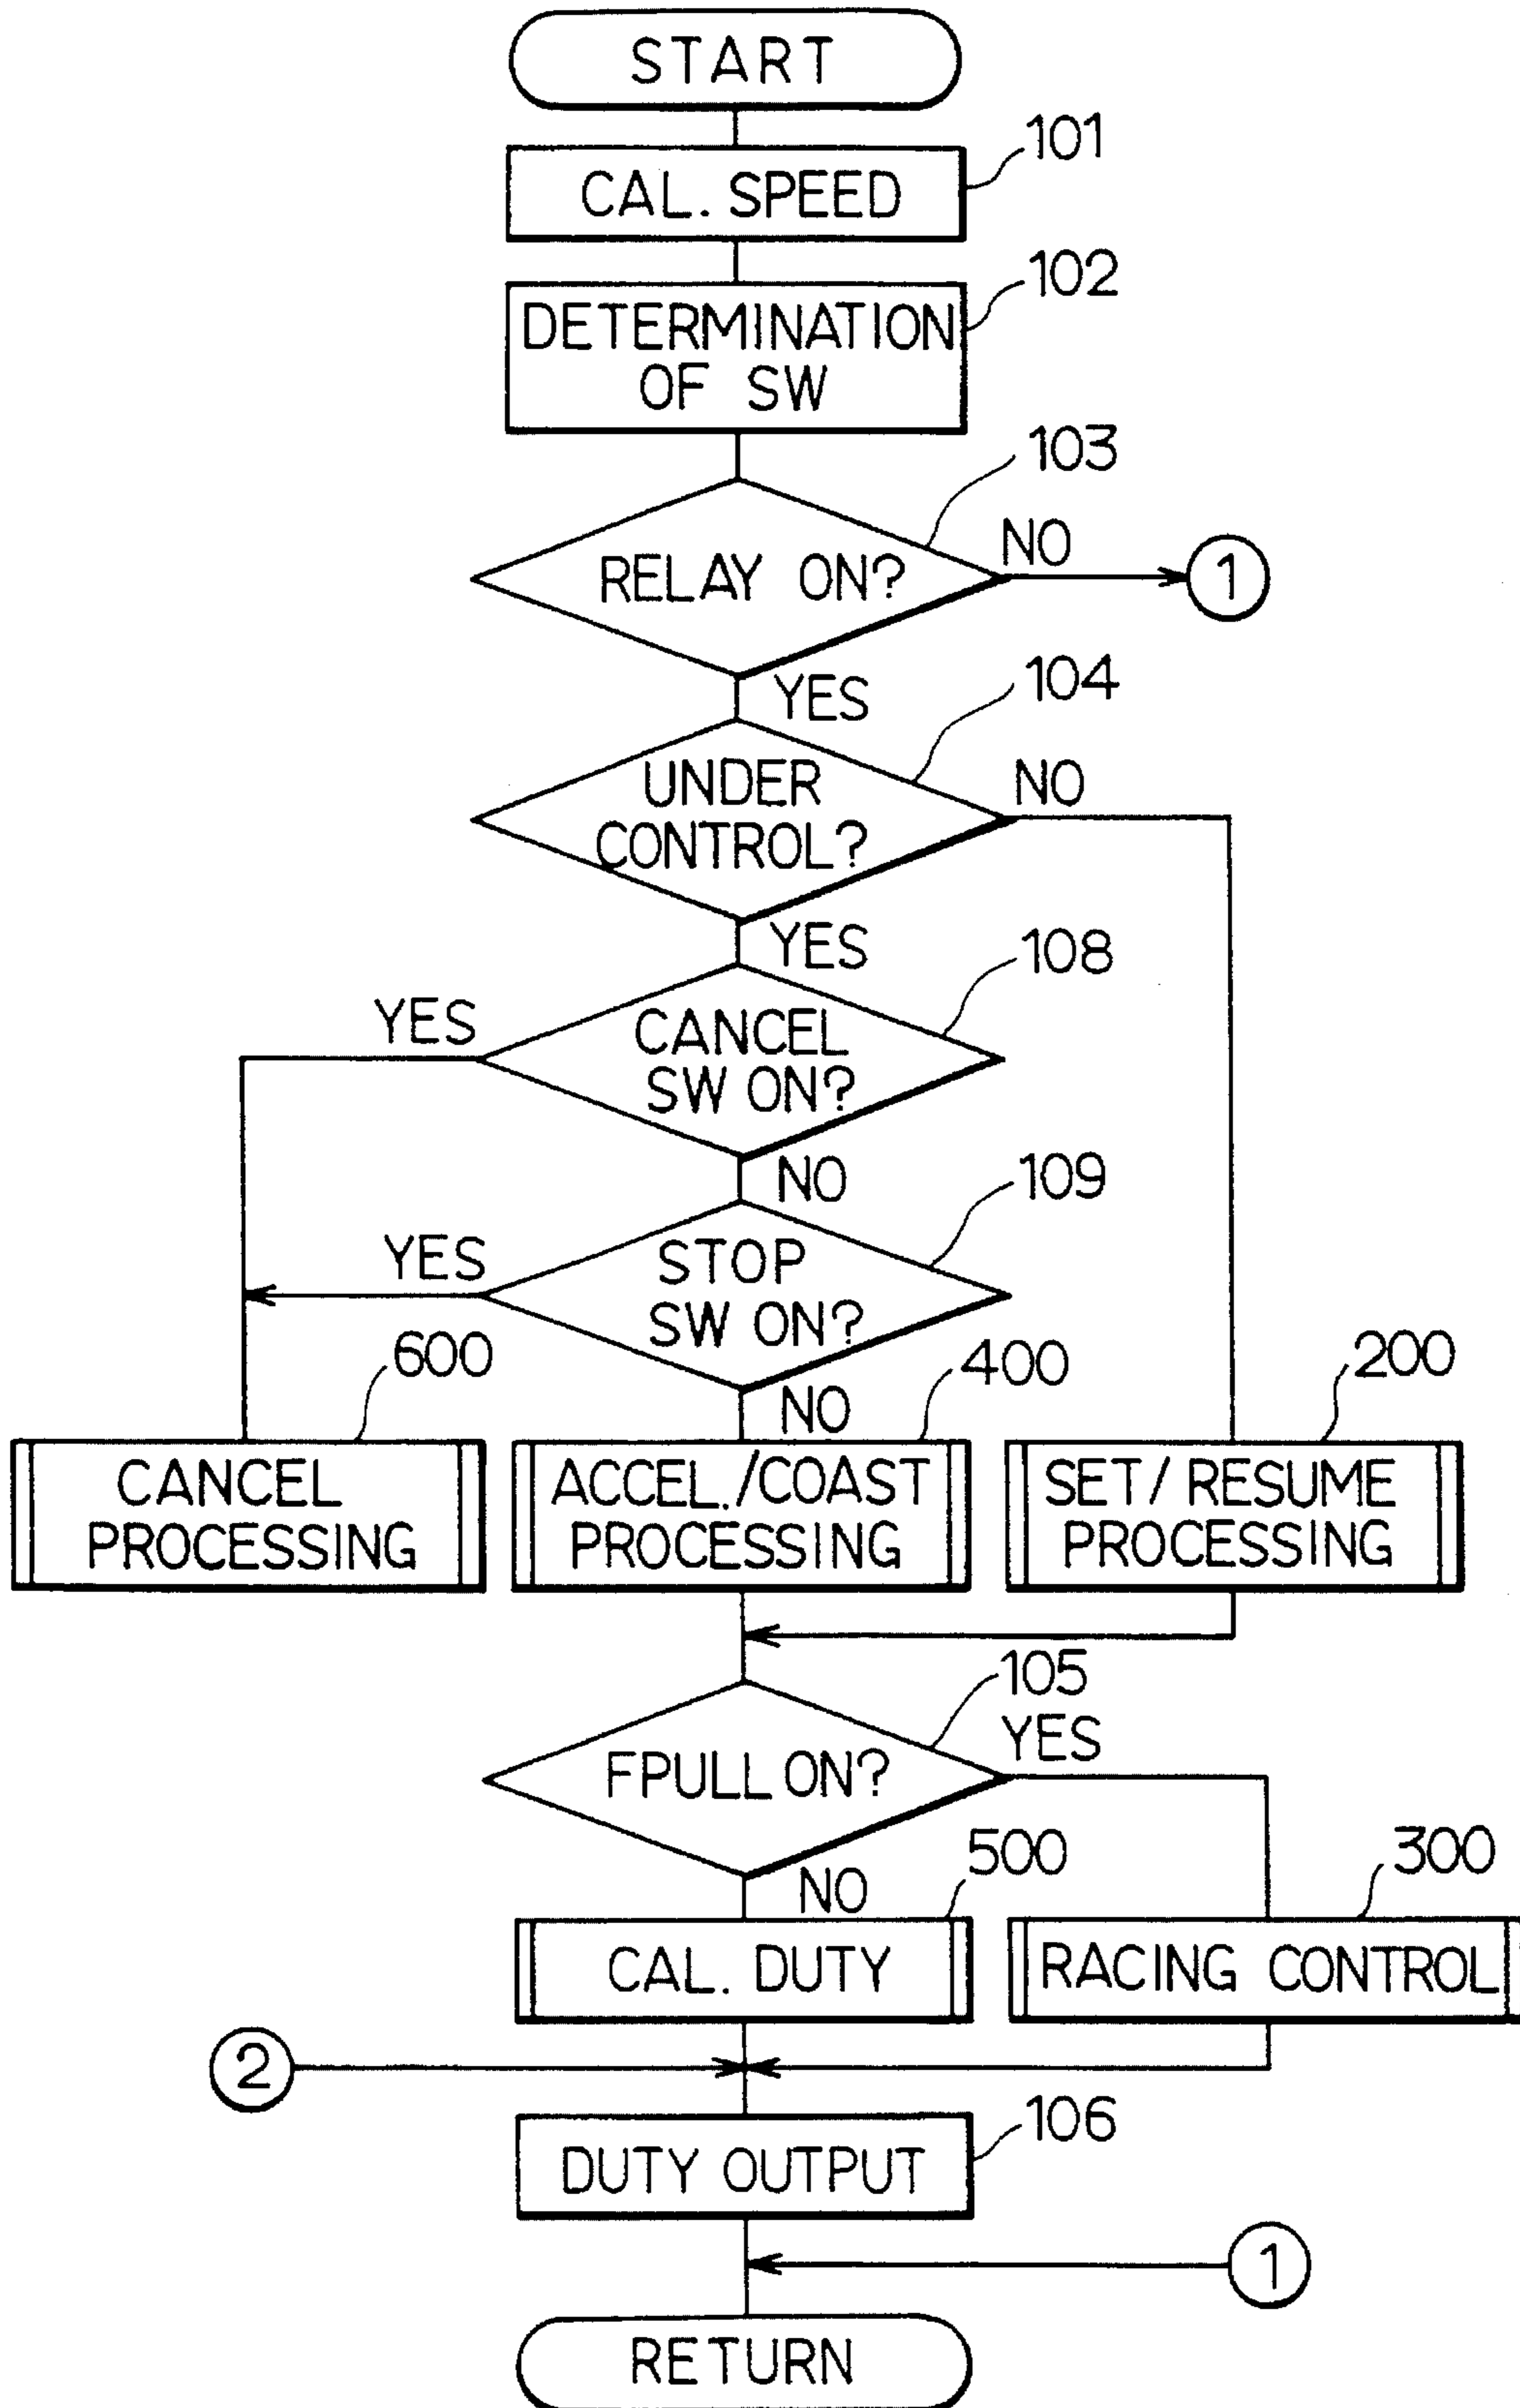 START
101
CAL. SPEED
102
DETERMINATION
OF SW
103
RELAY ON?
NO
1
YES
104
UNDER
CONTROL?
NO
YES
108
YES
CANCEL
SW ON?
NO
109
YES
STOP
SW ON?
NO
600
400
200
CANCEL
PROCESSING
ACCEL./COAST
PROCESSING
SET/RESUME
PROCESSING
105
FPULL ON?
YES
NO
500
300
CAL. DUTY
RACING CONTROL
2
106
DUTY OUTPUT
1
RETURN